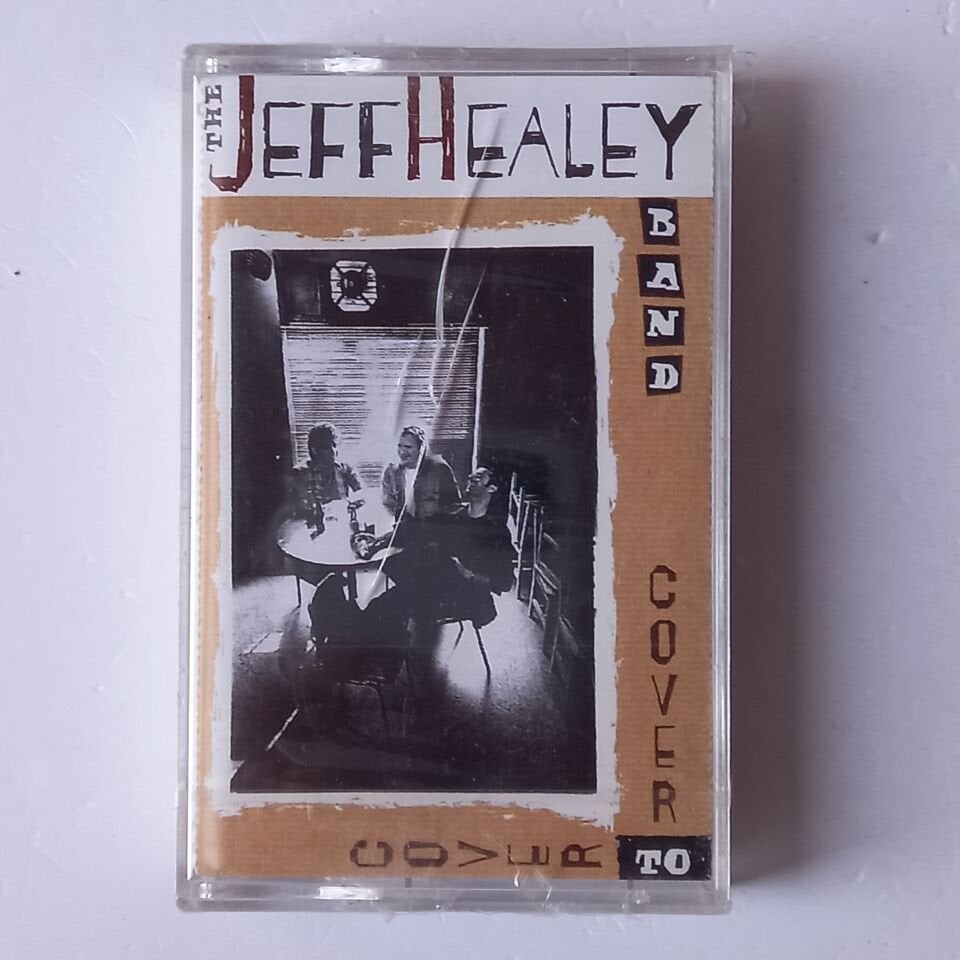 THE
JEFF HEALEY
BAND
COVER
TO
COVER